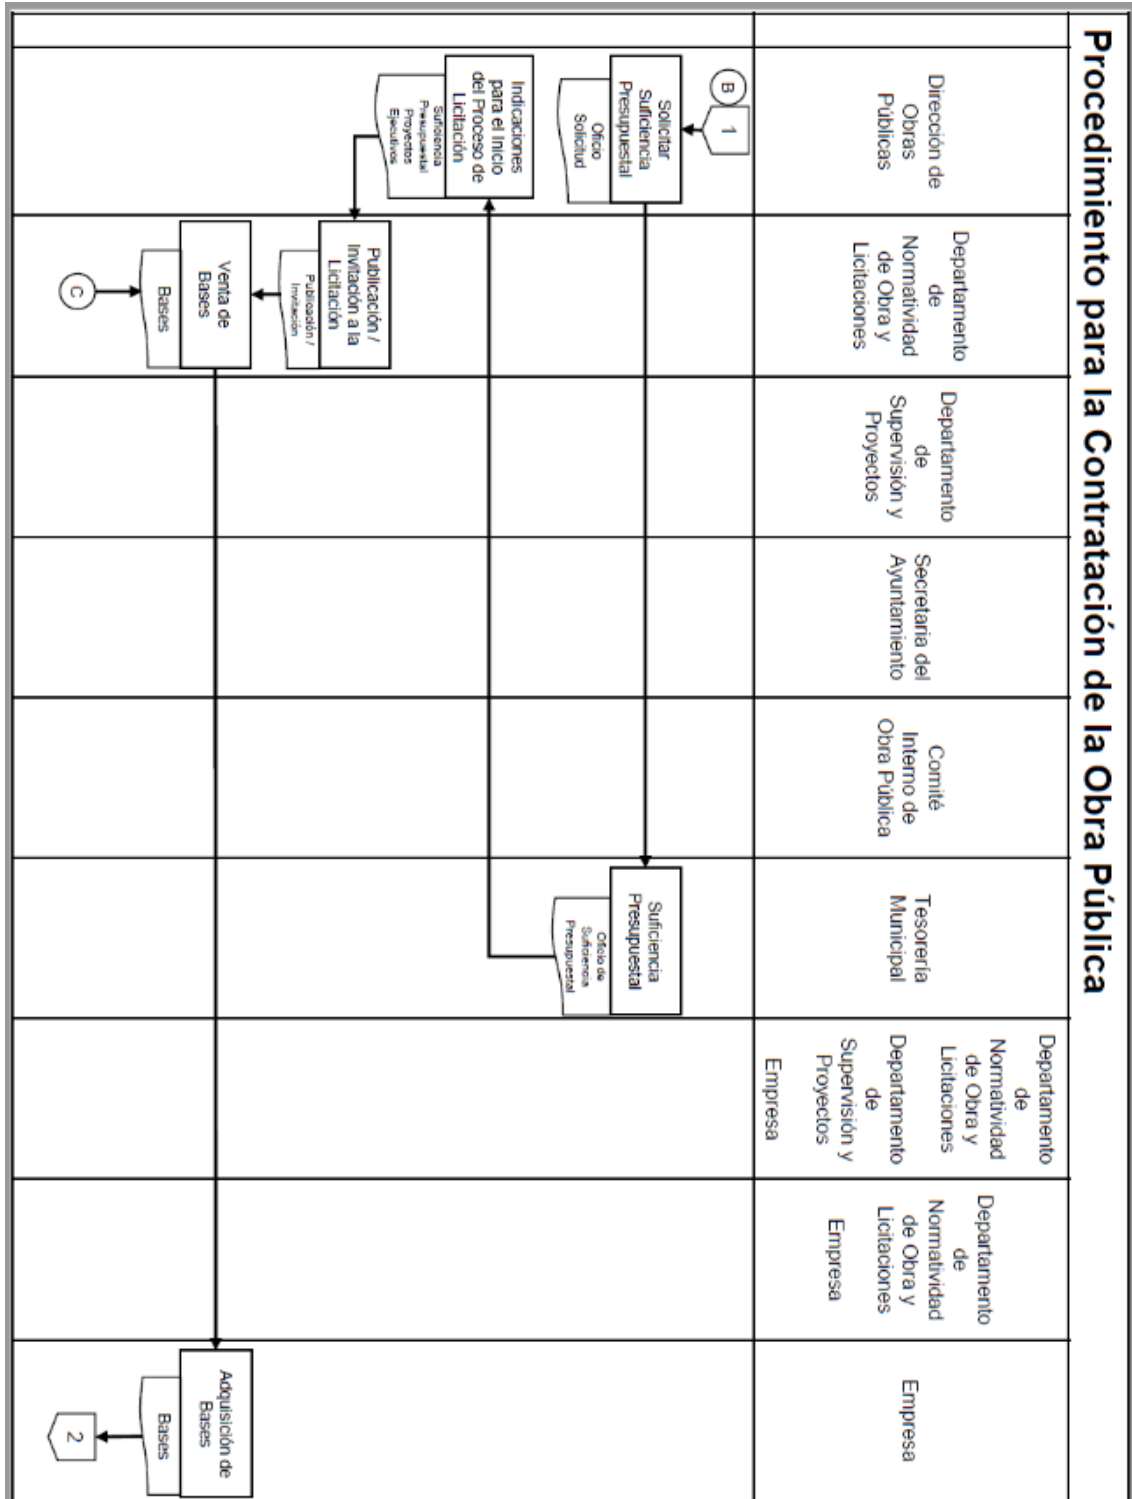 Procedimiento para la Contratación de la Obra Pública
Dirección de
Obras
Públicas
Departamento
de
Normatividad
de Obra y
Licitaciones
Departamento
de
Supervisión y
Proyectos
Secretaria del
Ayuntamiento
Comité
Interno de
Obra Pública
Tesorería
Municipal
Departamento
de
Normatividad
de Obra y
Licitaciones
Departamento
de
Supervisión y
Proyectos
Empresa
Departamento
de
Normatividad
de Obra y
Licitaciones
Empresa
Empresa
B
1
Solicitar
Suficiencia
Presupuestal
Oficio
Solicitud
Suficiencia
Presupuestal
Oficio de
Suficiencia
Presupuestal
Indicaciones
para el Inicio
del Proceso de
Licitación
Suficiencia
Presupuestal
Proyectos
Ejecutivos
Publicación /
Invitación a la
Licitación
Publicación /
Invitación
Venta de
Bases
Bases
C
Adquisición de
Bases
Bases
2